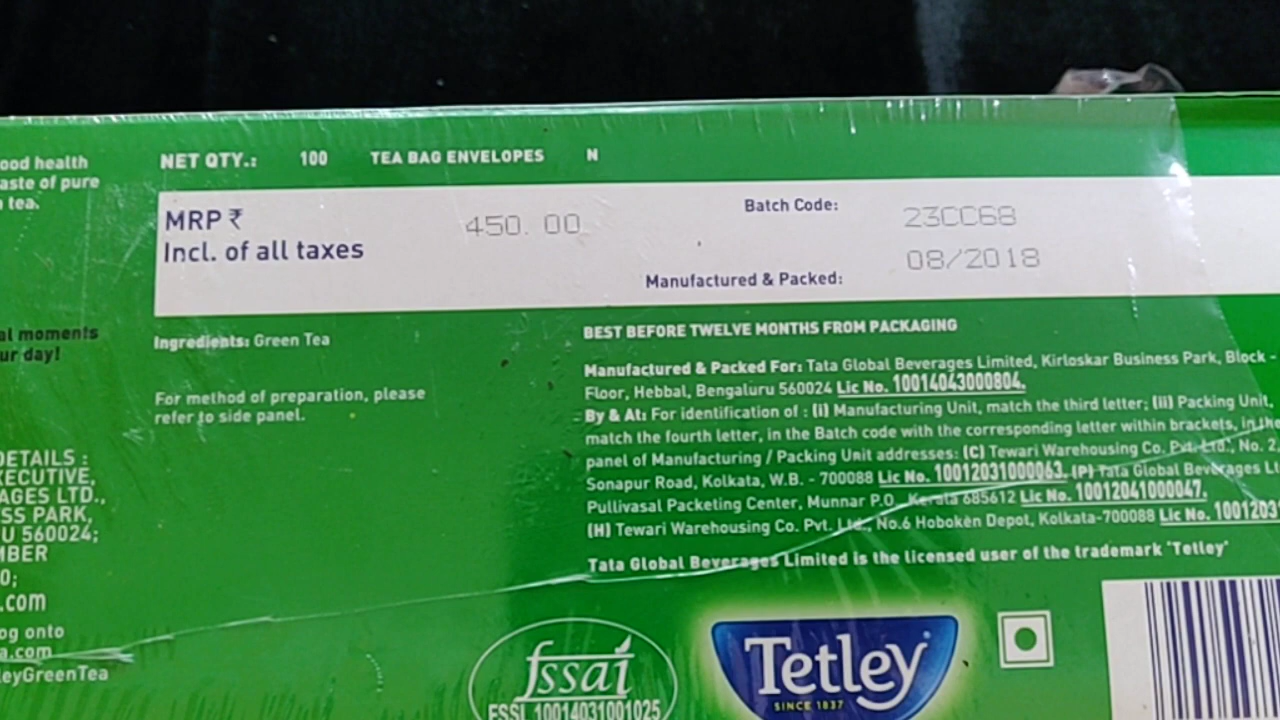 ood health
aste of pure
tea.
NET QTY.: 100 TEA BAG ENVELOPES N
MRP ₹ 450.00
Incl. of all taxes
Batch Code: 23CC68
Manufactured & Packed: 08/2018
al moments
ur day!
Ingredients: Green Tea
For method of preparation, please
refer to side panel.
BEST BEFORE TWELVE MONTHS FROM PACKAGING
Manufactured & Packed For: Tata Global Beverages Limited, Kirloskar Business Park, Block -
Floor, Hebbal, Bengaluru 560024 Lic No. 10014043000804.
By & At: For identification of : (i) Manufacturing Unit, match the third letter; (ii) Packing Unit,
match the fourth letter, in the Batch code with the corresponding letter within brackets, in the
panel of Manufacturing / Packing Unit addresses: (C) Tewari Warehousing Co. Pvt. Ltd., No. 2,
Sonapur Road, Kolkata, W.B. - 700088 Lic No. 10012031000063. (P) Tata Global Beverages Lt
Pullivasal Packeting Center, Munnar P.O. Kerala 685612 Lic No. 10012041000047.
(H) Tewari Warehousing Co. Pvt. Ltd., No.6 Hoboken Depot, Kolkata-700088 Lic No. 1001203
Tata Global Beverages Limited is the licensed user of the trademark 'Tetley'
DETAILS :
XECUTIVE,
AGES LTD.,
SS PARK,
U 560024;
MBER
0;
.com
og onto
a.com
leyGreenTea
fssai
FSSL 10014031001025
Tetley
SINCE 1837